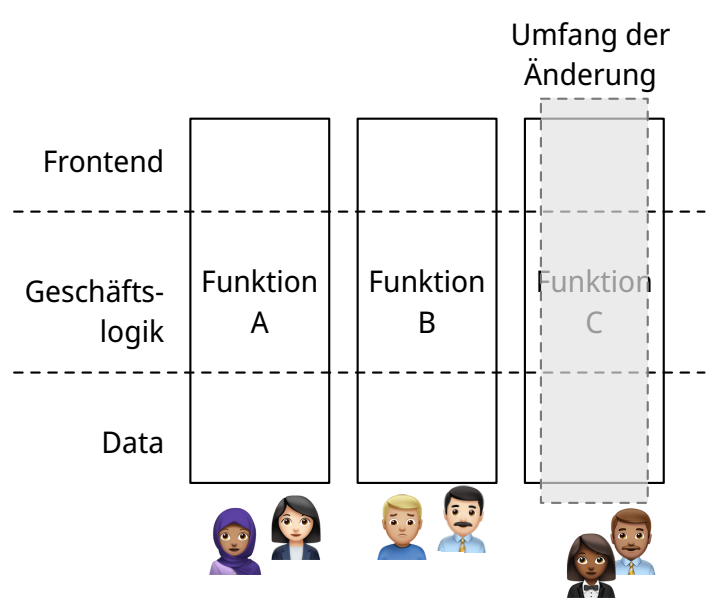 Umfang der
Änderung
Frontend
Geschäfts-
logik
Funktion
A
Funktion
B
Funktion
C
Data